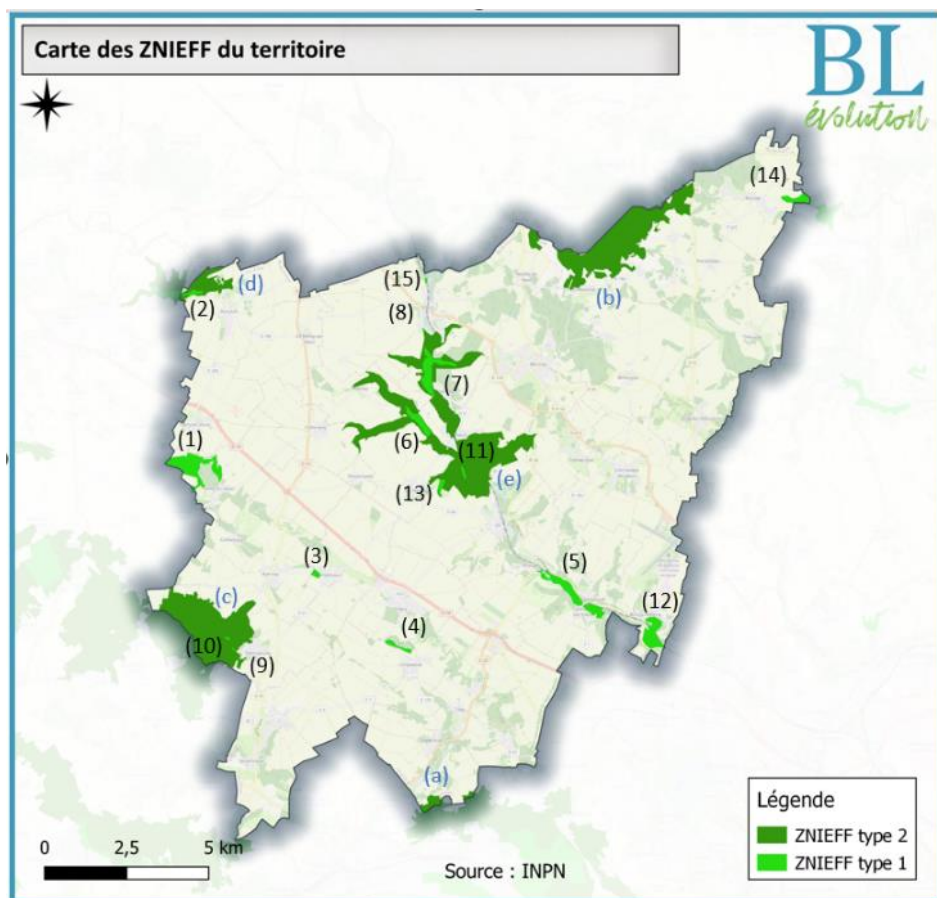 Carte des ZNIEFF du territoire
BL
évolution
(14)
(15)
(d)
(2)
(b)
(8)
(7)
(1)
(6)
(11)
(e)
(13)
(3)
(5)
(c)
(12)
(4)
(10)
(9)
(a)
Légende
ZNIEFF type 2
ZNIEFF type 1
0 2,5 5 km
Source : INPN